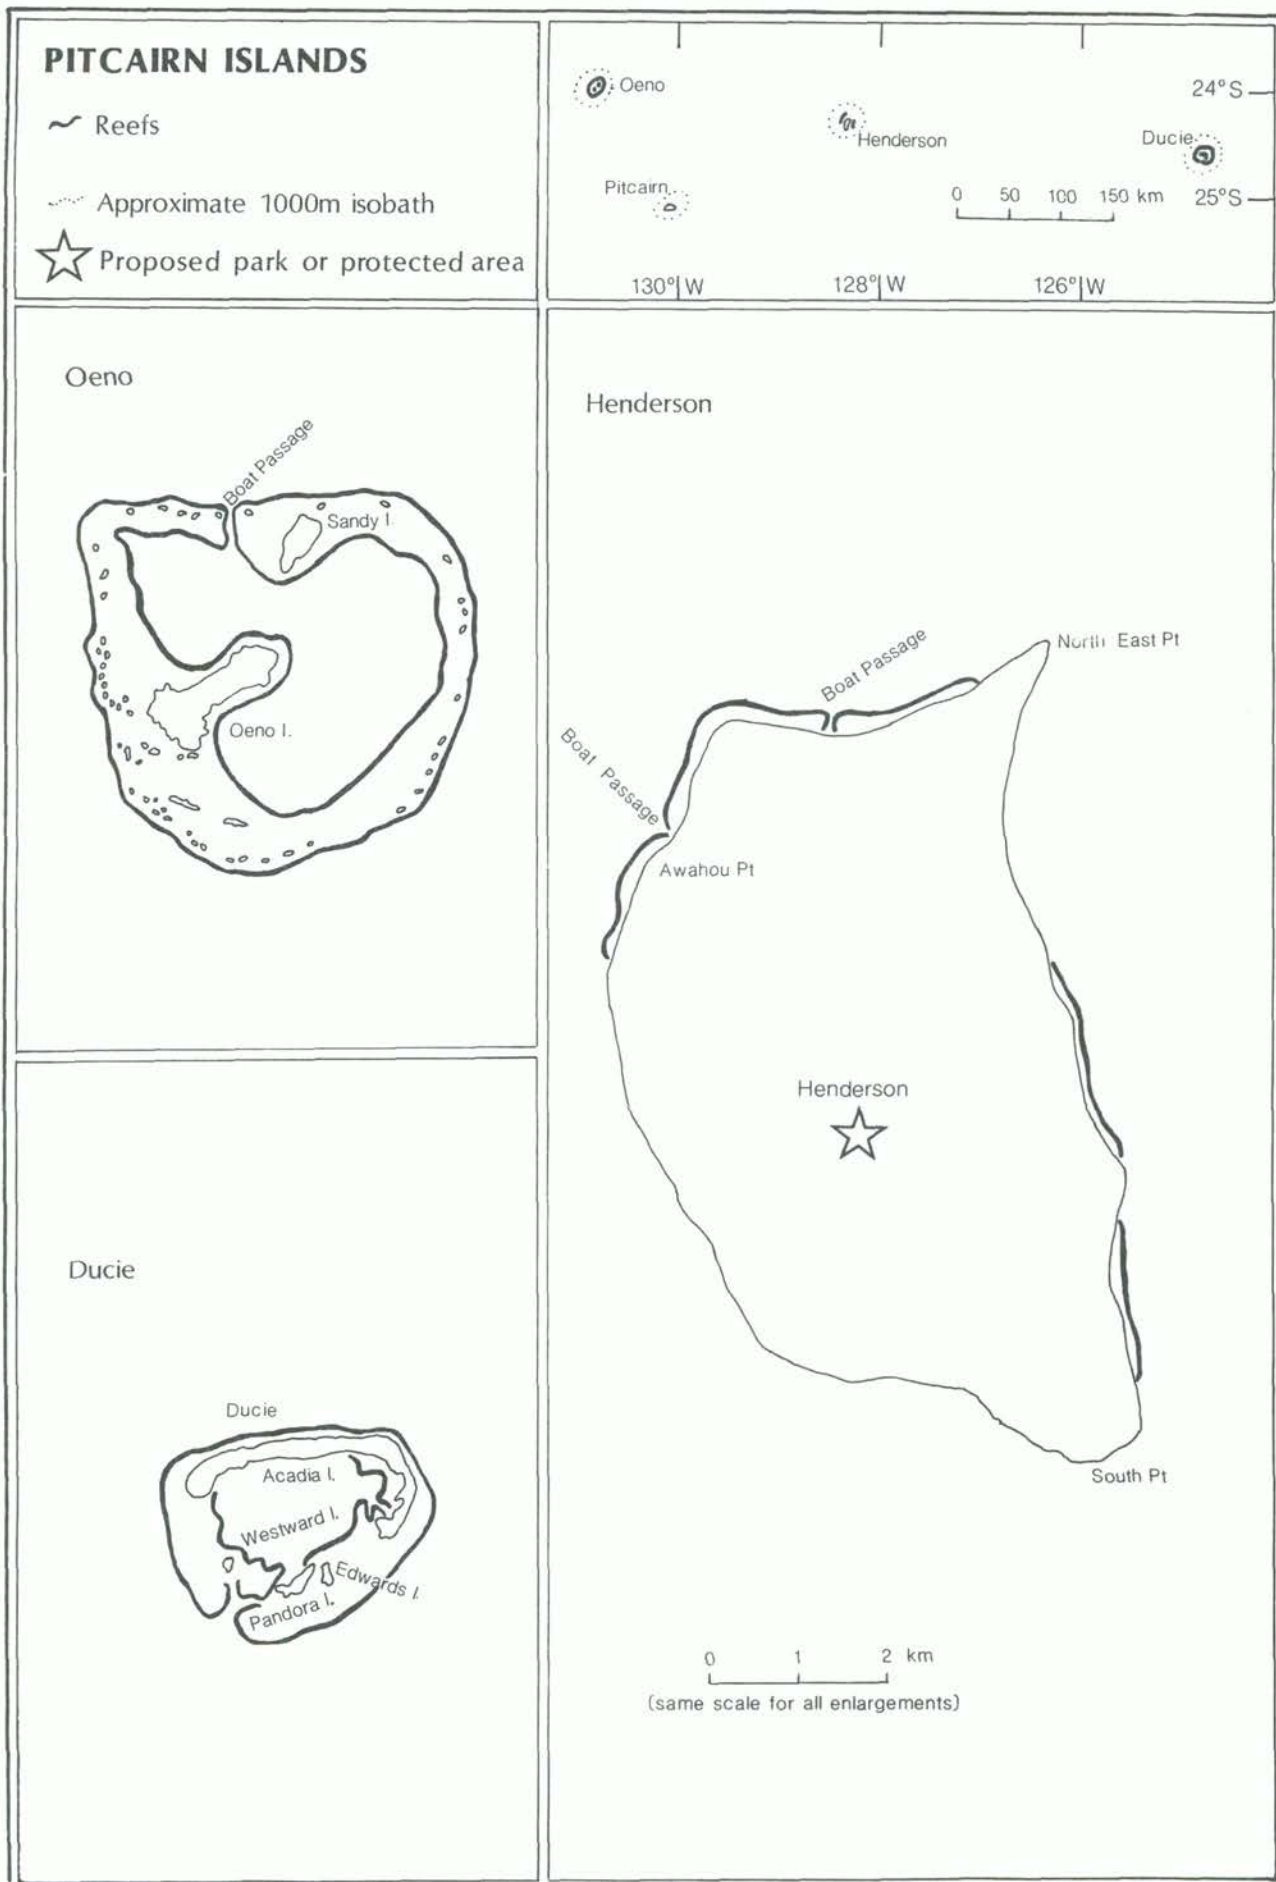 PITCAIRN ISLANDS
Reefs
Approximate 1000m isobath
Proposed park or protected area
Oeno
Henderson
Ducie
Pitcairn
24°S
25°S
0 50 100 150 km
130°W 128°W 126°W
Oeno
Boat Passage
Sandy I.
Oeno I.
Henderson
North East Pt
Boat Passage
Boat Passage
Awahou Pt
Henderson
South Pt
0 1 2 km
(same scale for all enlargements)
Ducie
Ducie
Acadia I.
Westward I.
Edwards I.
Pandora I.